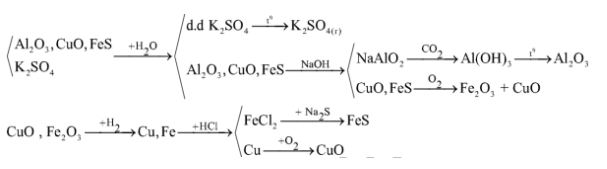 d.d K₂SO₄ —t°→ K₂SO₄₍ᵣ₎
Al₂O₃, CuO, FeS —+H₂O→
K₂SO₄
Al₂O₃, CuO, FeS —NaOH→
NaAlO₂ —CO₂→ Al(OH)₃ —t°→ Al₂O₃
CuO, FeS —O₂→ Fe₂O₃ + CuO
CuO , Fe₂O₃ —+H₂→ Cu, Fe —+HCl→
FeCl₂ —+ Na₂S→ FeS
Cu —+O₂→ CuO